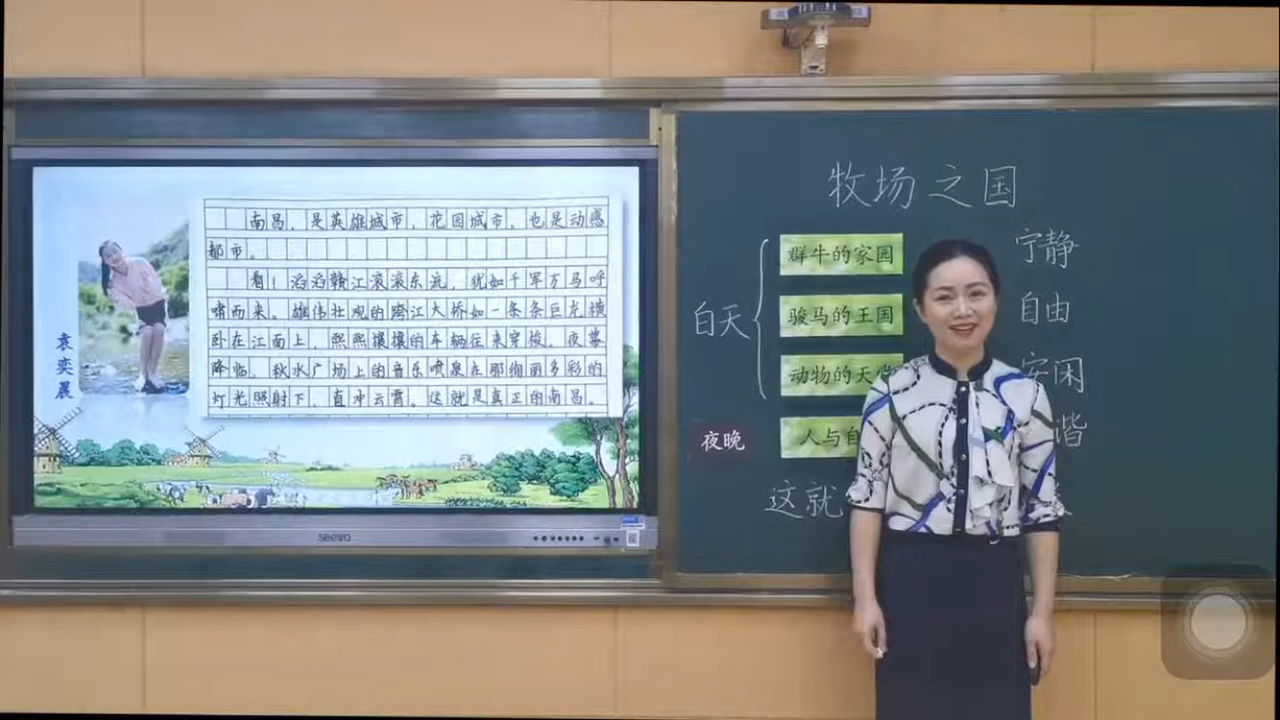 南昌，是英雄城市，花园城市，也是动感
都市。
看！滔滔赣江滚滚东流，犹如千军万马呼
啸而来。雄伟壮观的跨江大桥如一条条巨龙横
卧在江面上，熙熙攘攘的车辆往来穿梭。夜幕
降临，秋水广场上的音乐喷泉在那绚丽多彩的
灯光照射下，直冲云霄。这就是真正的南昌。
袁奕晨
seewo
牧场之国
白天
群牛的家园
宁静
骏马的王国
自由
动物的天堂
安闲
夜晚
人与自
谐
这就